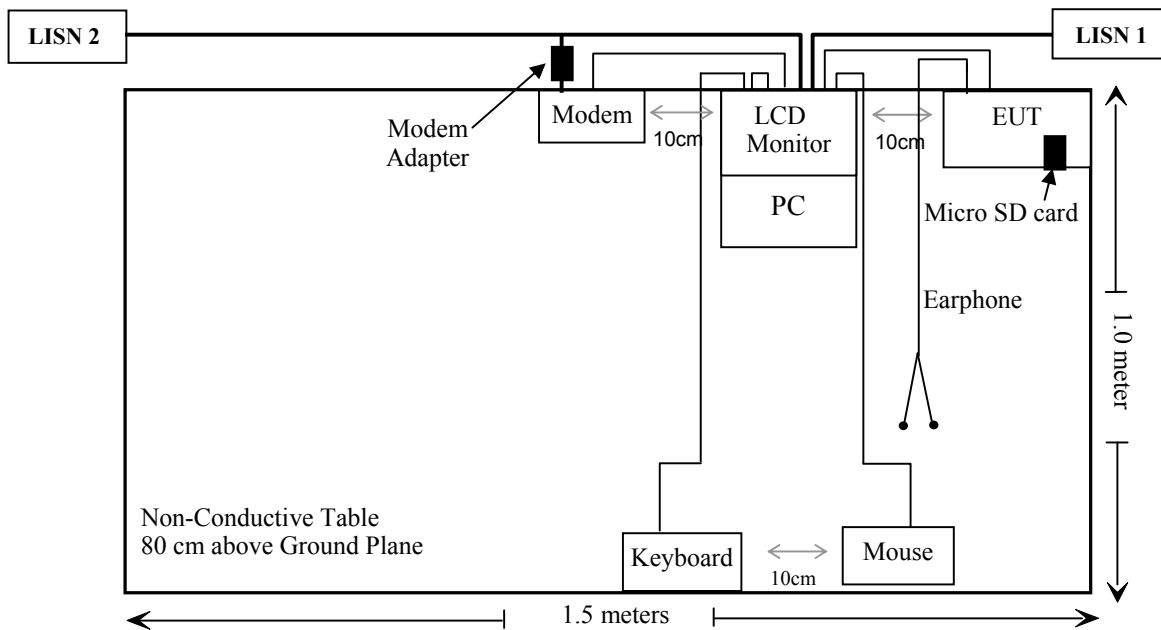 LISN 2
LISN 1
Modem
Adapter
Modem
10cm
LCD
Monitor
PC
10cm
EUT
Micro SD card
Earphone
1.0 meter
Non-Conductive Table
80 cm above Ground Plane
Keyboard
10cm
Mouse
1.5 meters